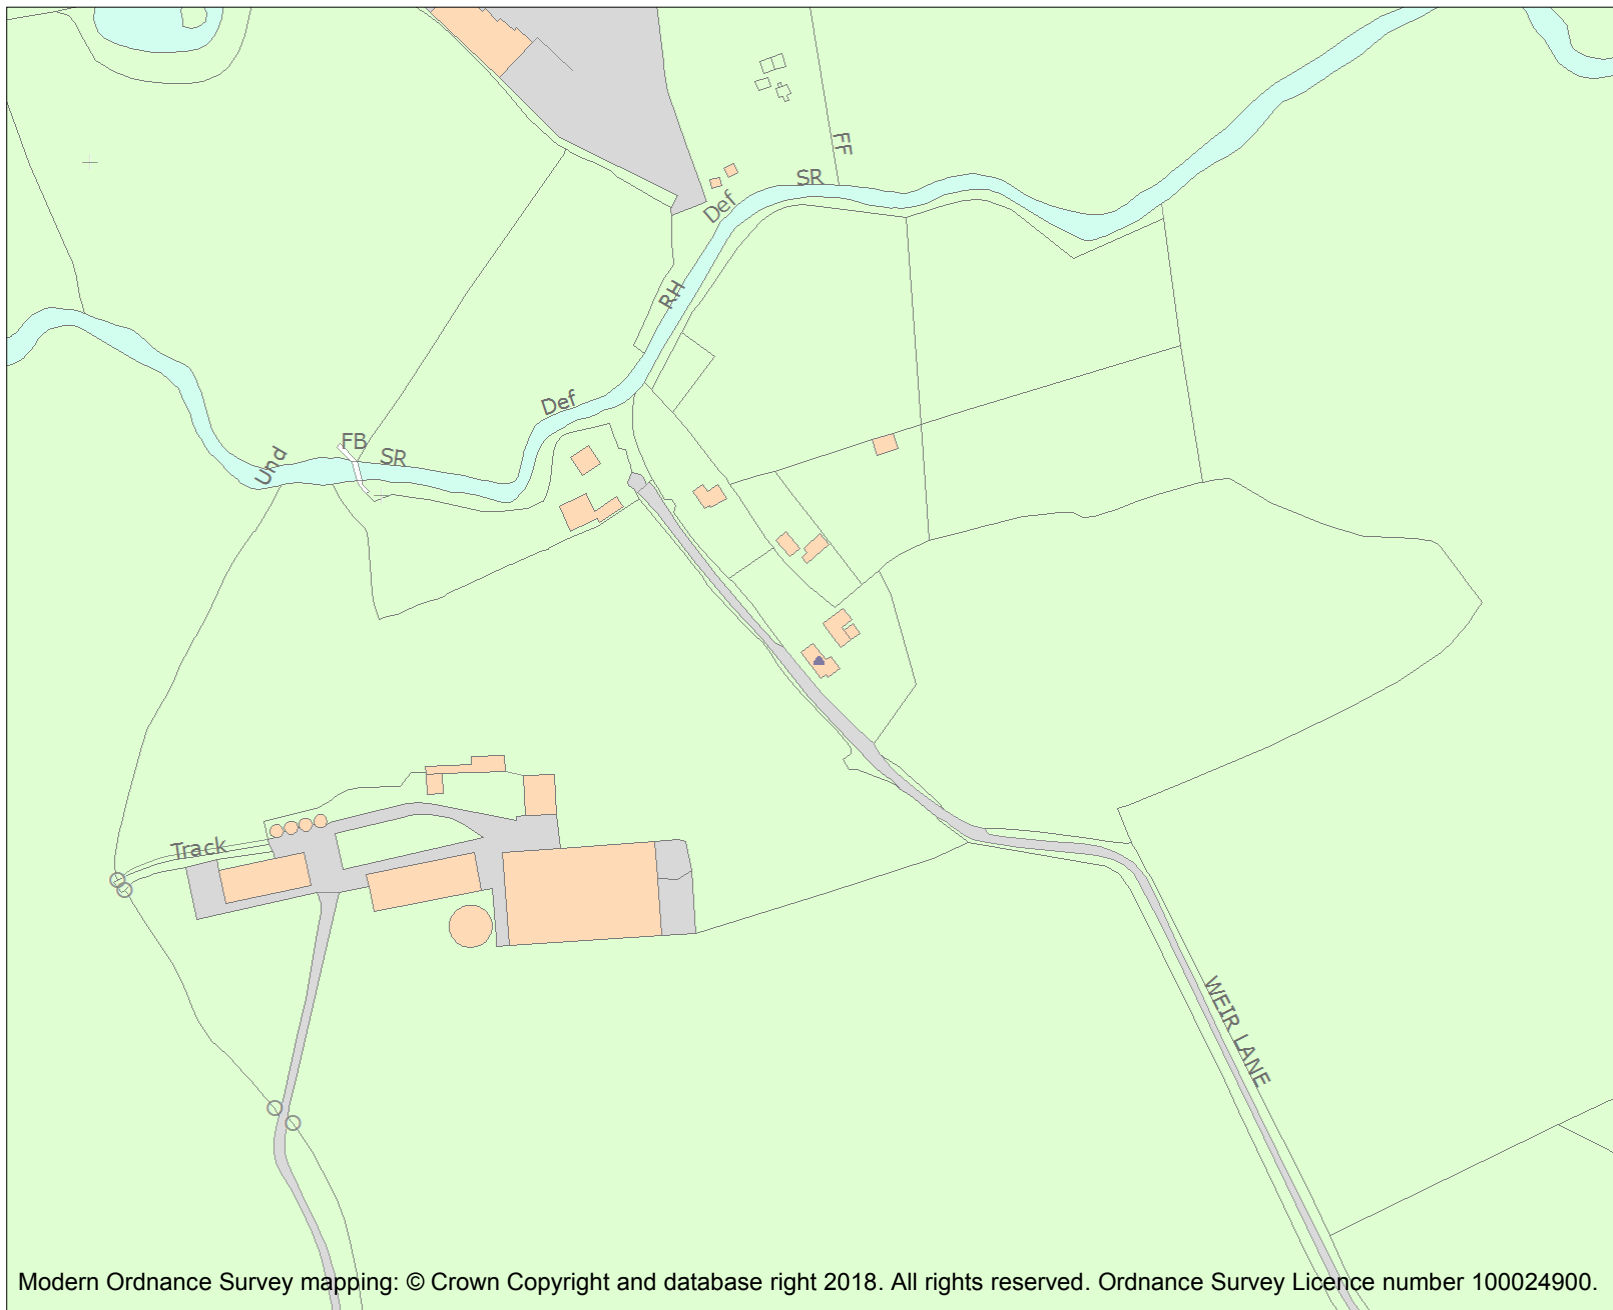 FF
SR
Def
RH
Def
FB
SR
Und
Track
WEIR LANE
Modern Ordnance Survey mapping: © Crown Copyright and database right 2018. All rights reserved. Ordnance Survey Licence number 100024900.